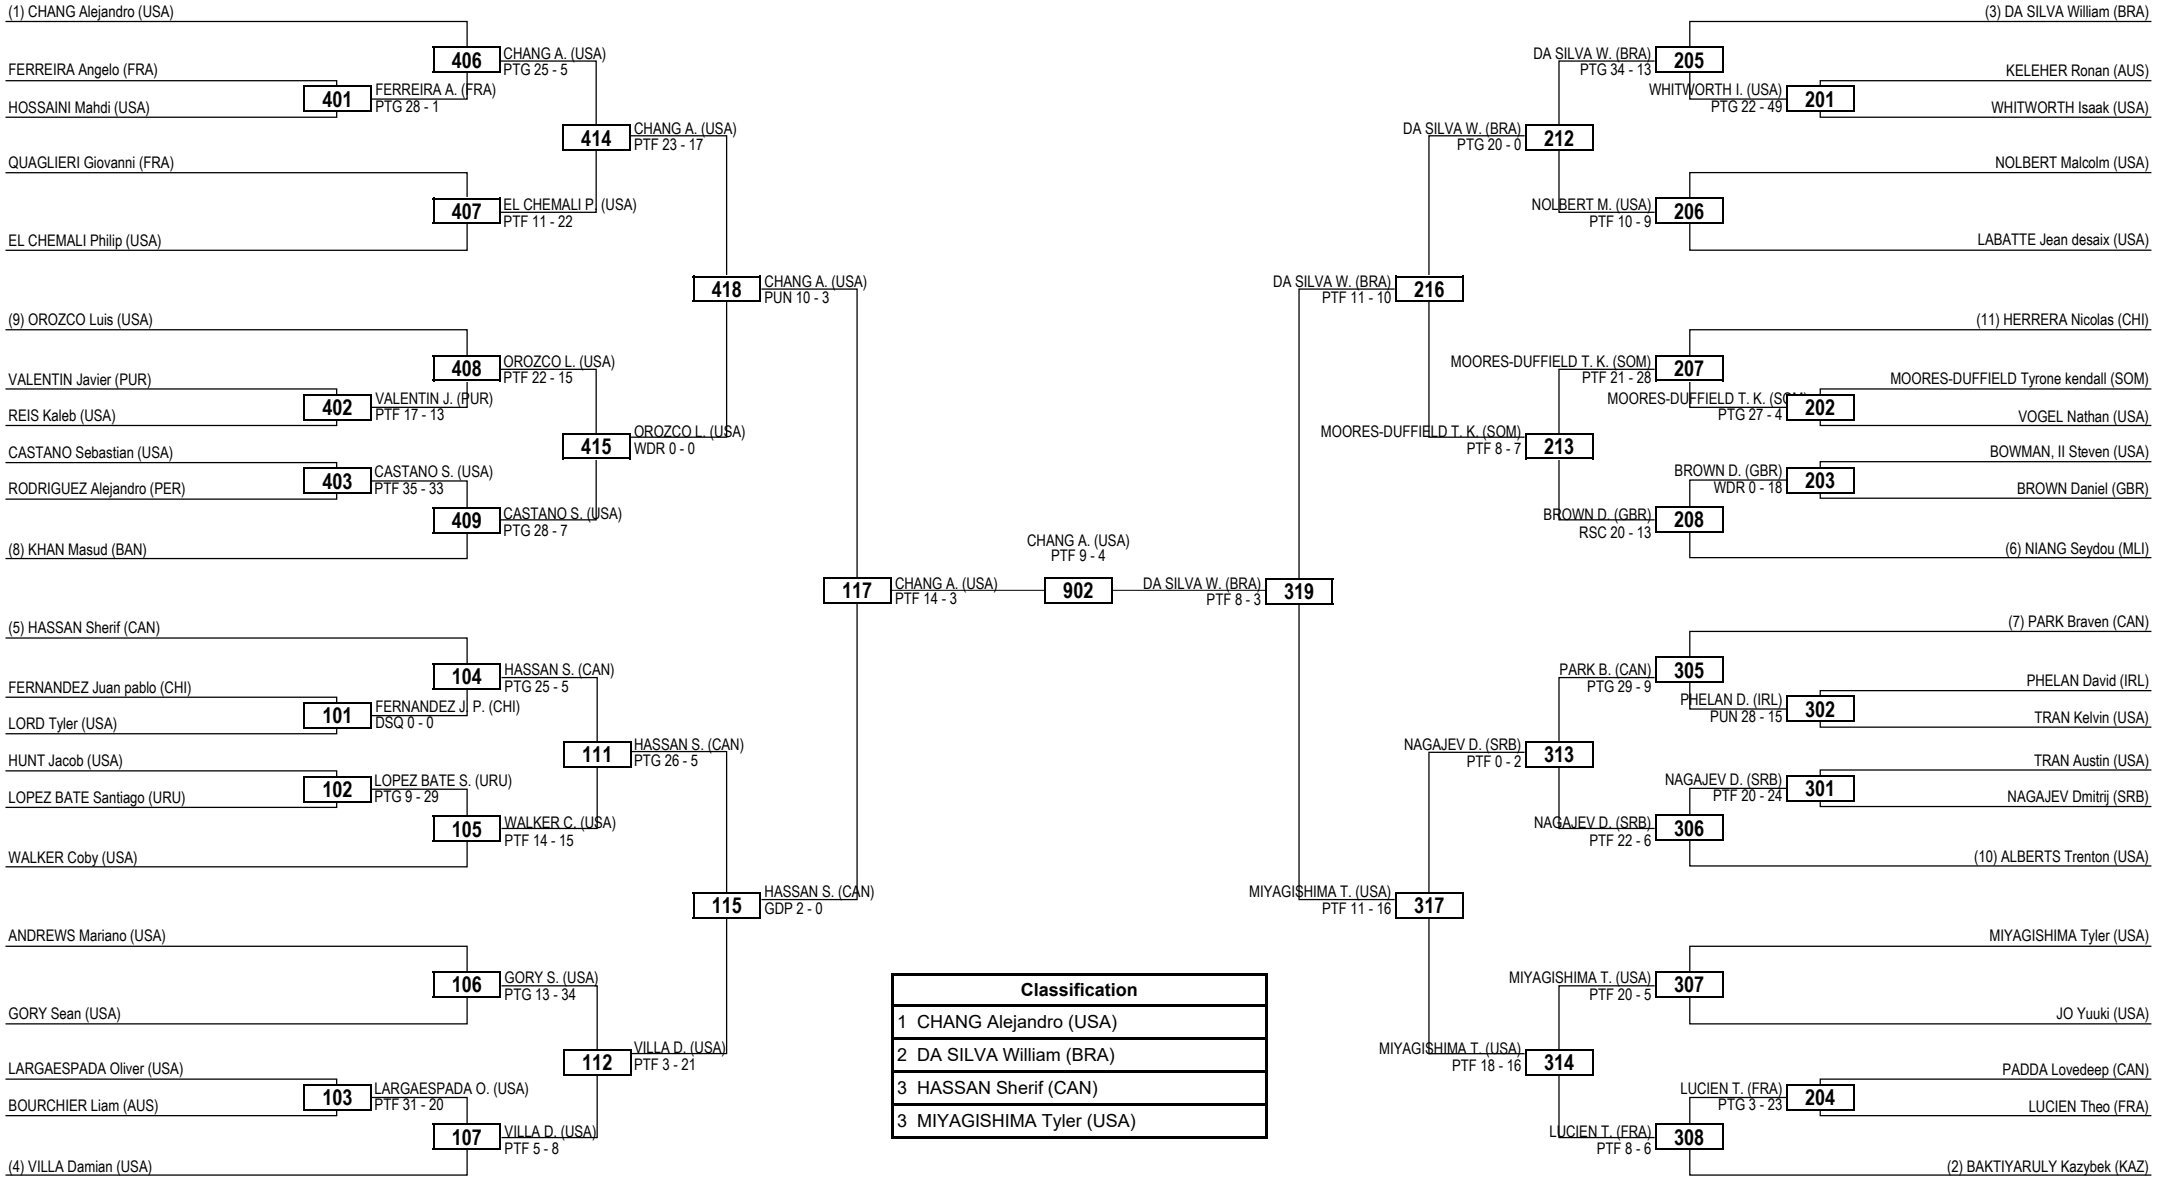 (1) CHANG Alejandro (USA)
FERREIRA Angelo (FRA)
HOSSAINI Mahdi (USA)
QUAGLIERI Giovanni (FRA)
EL CHEMALI Philip (USA)
(9) OROZCO Luis (USA)
VALENTIN Javier (PUR)
REIS Kaleb (USA)
CASTANO Sebastian (USA)
RODRIGUEZ Alejandro (PER)
(8) KHAN Masud (BAN)
(5) HASSAN Sherif (CAN)
FERNANDEZ Juan pablo (CHI)
LORD Tyler (USA)
HUNT Jacob (USA)
LOPEZ BATE Santiago (URU)
WALKER Coby (USA)
ANDREWS Mariano (USA)
GORY Sean (USA)
LARGAESPADA Oliver (USA)
BOURCHIER Liam (AUS)
(4) VILLA Damian (USA)
401
FERREIRA A. (FRA)
PTG 28 - 1
402
VALENTIN J. (PUR)
PTF 17 - 13
403
CASTANO S. (USA)
PTF 35 - 33
101
FERNANDEZ J. P. (CHI)
DSQ 0 - 0
102
LOPEZ BATE S. (URU)
PTG 9 - 29
103
LARGAESPADA O. (USA)
PTF 31 - 20
406
CHANG A. (USA)
PTG 25 - 5
407
EL CHEMALI P. (USA)
PTF 11 - 22
408
OROZCO L. (USA)
PTF 22 - 15
409
CASTANO S. (USA)
PTG 28 - 7
104
HASSAN S. (CAN)
PTG 25 - 5
105
WALKER C. (USA)
PTF 14 - 15
106
GORY S. (USA)
PTG 13 - 34
107
VILLA D. (USA)
PTF 5 - 8
414
CHANG A. (USA)
PTF 23 - 17
415
OROZCO L. (USA)
WDR 0 - 0
111
HASSAN S. (CAN)
PTG 26 - 5
112
VILLA D. (USA)
PTF 3 - 21
418
CHANG A. (USA)
PUN 10 - 3
115
HASSAN S. (CAN)
GDP 2 - 0
117
CHANG A. (USA)
PTF 14 - 3
CHANG A. (USA)
PTF 9 - 4
902
DA SILVA W. (BRA)
PTF 8 - 3
319
DA SILVA W. (BRA)
PTF 11 - 10
216
MIYAGISHIMA T. (USA)
PTF 11 - 16
317
DA SILVA W. (BRA)
PTG 20 - 0
212
MOORES-DUFFIELD T. K. (SOM)
PTF 8 - 7
213
NAGAJEV D. (SRB)
PTF 0 - 2
313
MIYAGISHIMA T. (USA)
PTF 18 - 16
314
DA SILVA W. (BRA)
PTG 34 - 13
205
NOLBERT M. (USA)
PTF 10 - 9
206
MOORES-DUFFIELD T. K. (SOM)
PTF 21 - 28
207
BROWN D. (GBR)
RSC 20 - 13
208
PARK B. (CAN)
PTG 29 - 9
305
NAGAJEV D. (SRB)
PTF 22 - 6
306
MIYAGISHIMA T. (USA)
PTF 20 - 5
307
LUCIEN T. (FRA)
PTF 8 - 6
308
WHITWORTH I. (USA)
PTG 22 - 49
201
MOORES-DUFFIELD T. K. (SOM)
PTG 27 - 4
202
BROWN D. (GBR)
WDR 0 - 18
203
PHELAN D. (IRL)
PUN 28 - 15
302
NAGAJEV D. (SRB)
PTF 20 - 24
301
LUCIEN T. (FRA)
PTG 3 - 23
204
(3) DA SILVA William (BRA)
KELEHER Ronan (AUS)
WHITWORTH Isaak (USA)
NOLBERT Malcolm (USA)
LABATTE Jean desaix (USA)
(11) HERRERA Nicolas (CHI)
MOORES-DUFFIELD Tyrone kendall (SOM)
VOGEL Nathan (USA)
BOWMAN, II Steven (USA)
BROWN Daniel (GBR)
(6) NIANG Seydou (MLI)
(7) PARK Braven (CAN)
PHELAN David (IRL)
TRAN Kelvin (USA)
TRAN Austin (USA)
NAGAJEV Dmitrij (SRB)
(10) ALBERTS Trenton (USA)
MIYAGISHIMA Tyler (USA)
JO Yuuki (USA)
PADDA Lovedeep (CAN)
LUCIEN Theo (FRA)
(2) BAKTIYARULY Kazybek (KAZ)
Classification
1 CHANG Alejandro (USA)
2 DA SILVA William (BRA)
3 HASSAN Sherif (CAN)
3 MIYAGISHIMA Tyler (USA)